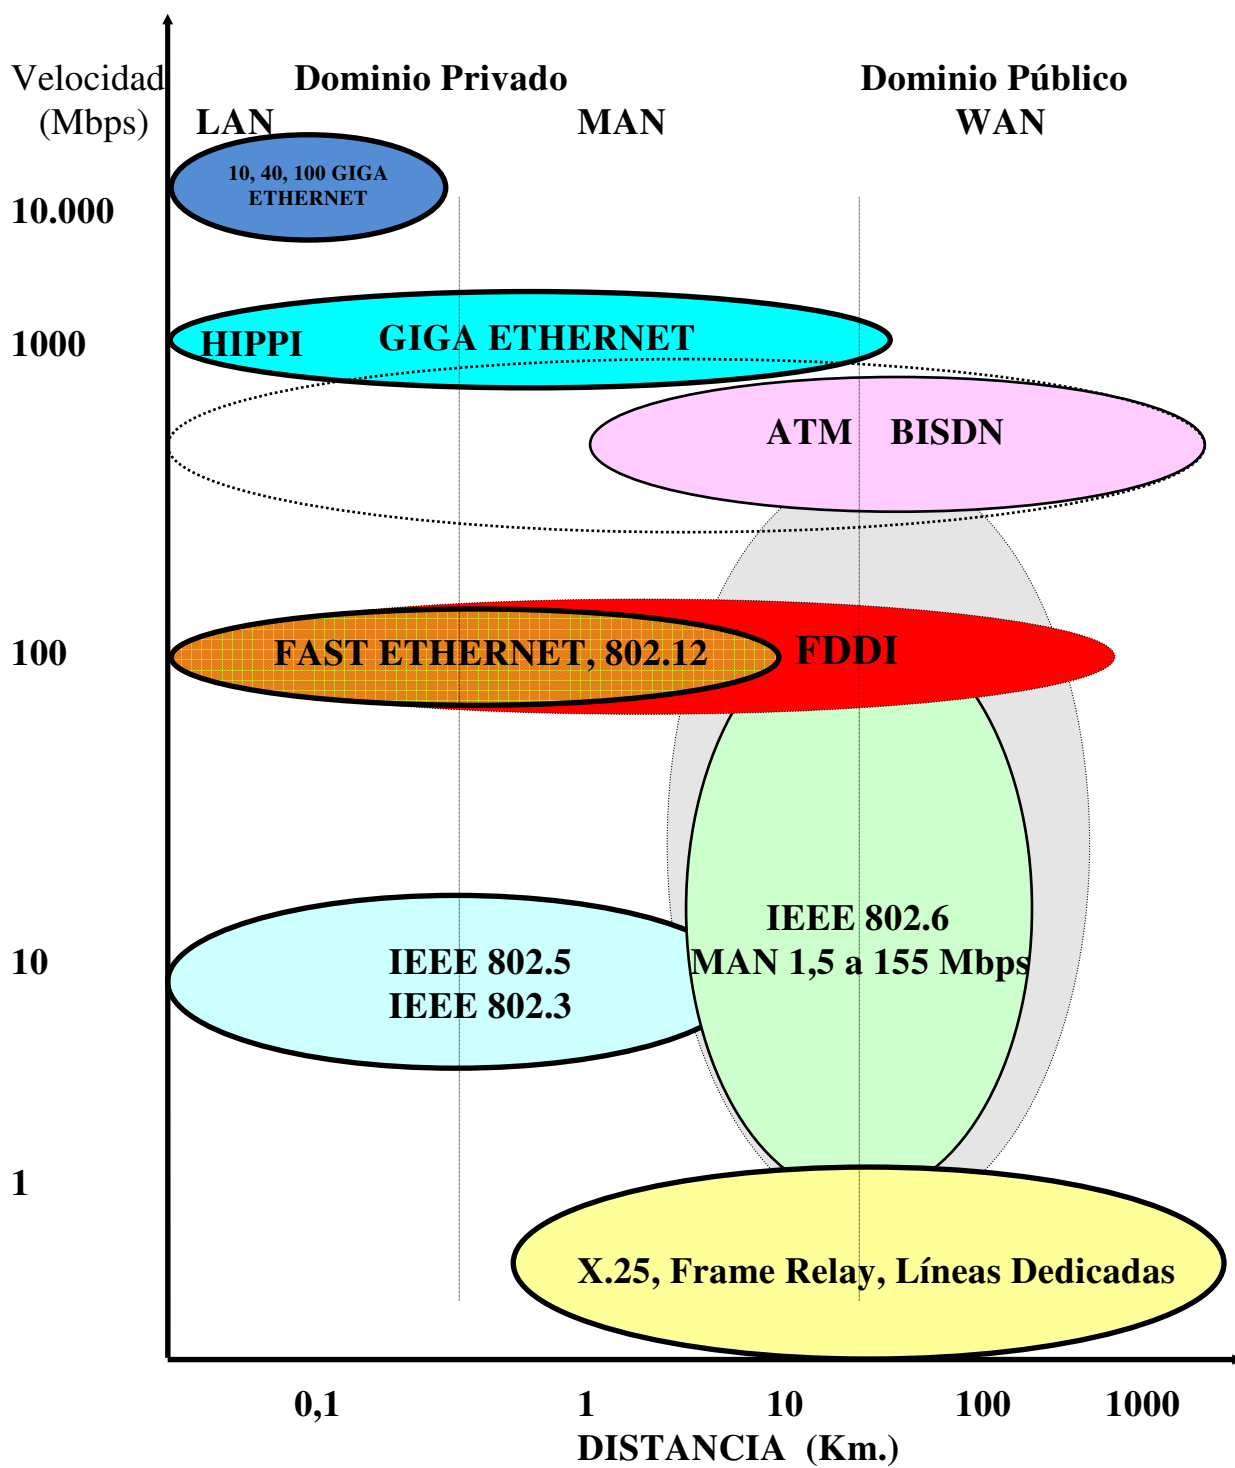 Velocidad
(Mbps)
Dominio Privado
Dominio Público
LAN
MAN
WAN
10, 40, 100 GIGA
ETHERNET
10.000
1000
HIPPI
GIGA ETHERNET
ATM BISDN
100
FAST ETHERNET, 802.12
FDDI
IEEE 802.6
MAN 1,5 a 155 Mbps
10
IEEE 802.5
IEEE 802.3
1
X.25, Frame Relay, Líneas Dedicadas
0,1 1 10 100 1000
DISTANCIA (Km.)